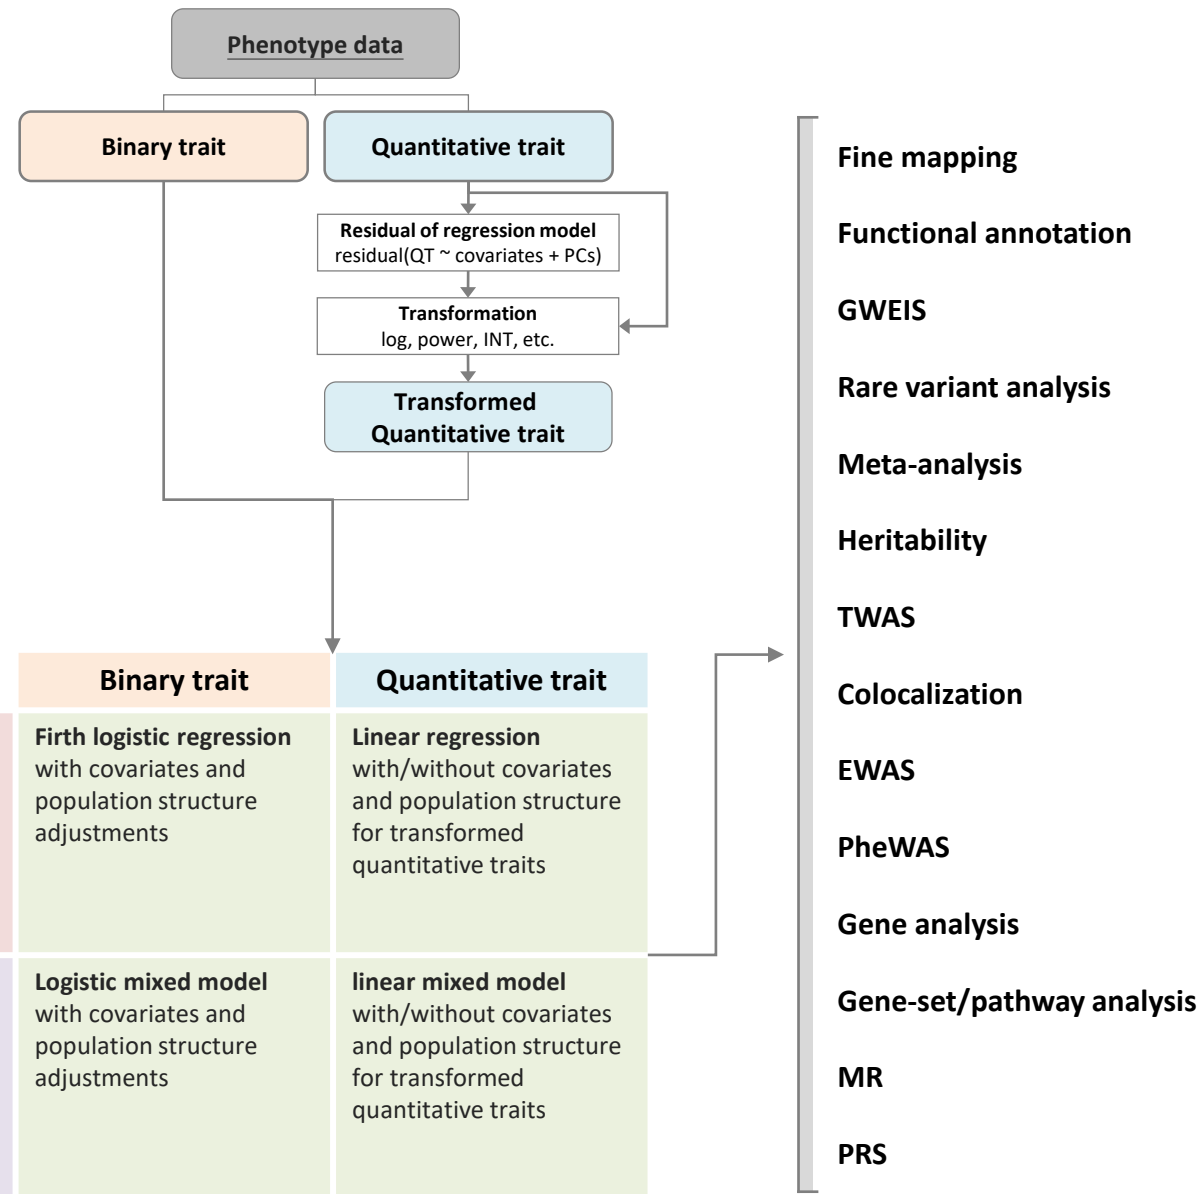 Phenotype data
Binary trait
Quantitative trait
Residual of regression model
residual(QT ~ covariates + PCs)
Transformation
log, power, INT, etc.
Transformed
Quantitative trait
Binary trait
Quantitative trait
Firth logistic regression
with covariates and
population structure
adjustments
Linear regression
with/without covariates
and population structure
for transformed
quantitative traits
Logistic mixed model
with covariates and
population structure
adjustments
linear mixed model
with/without covariates
and population structure
for transformed
quantitative traits
Fine mapping
Functional annotation
GWEIS
Rare variant analysis
Meta-analysis
Heritability
TWAS
Colocalization
EWAS
PheWAS
Gene analysis
Gene-set/pathway analysis
MR
PRS